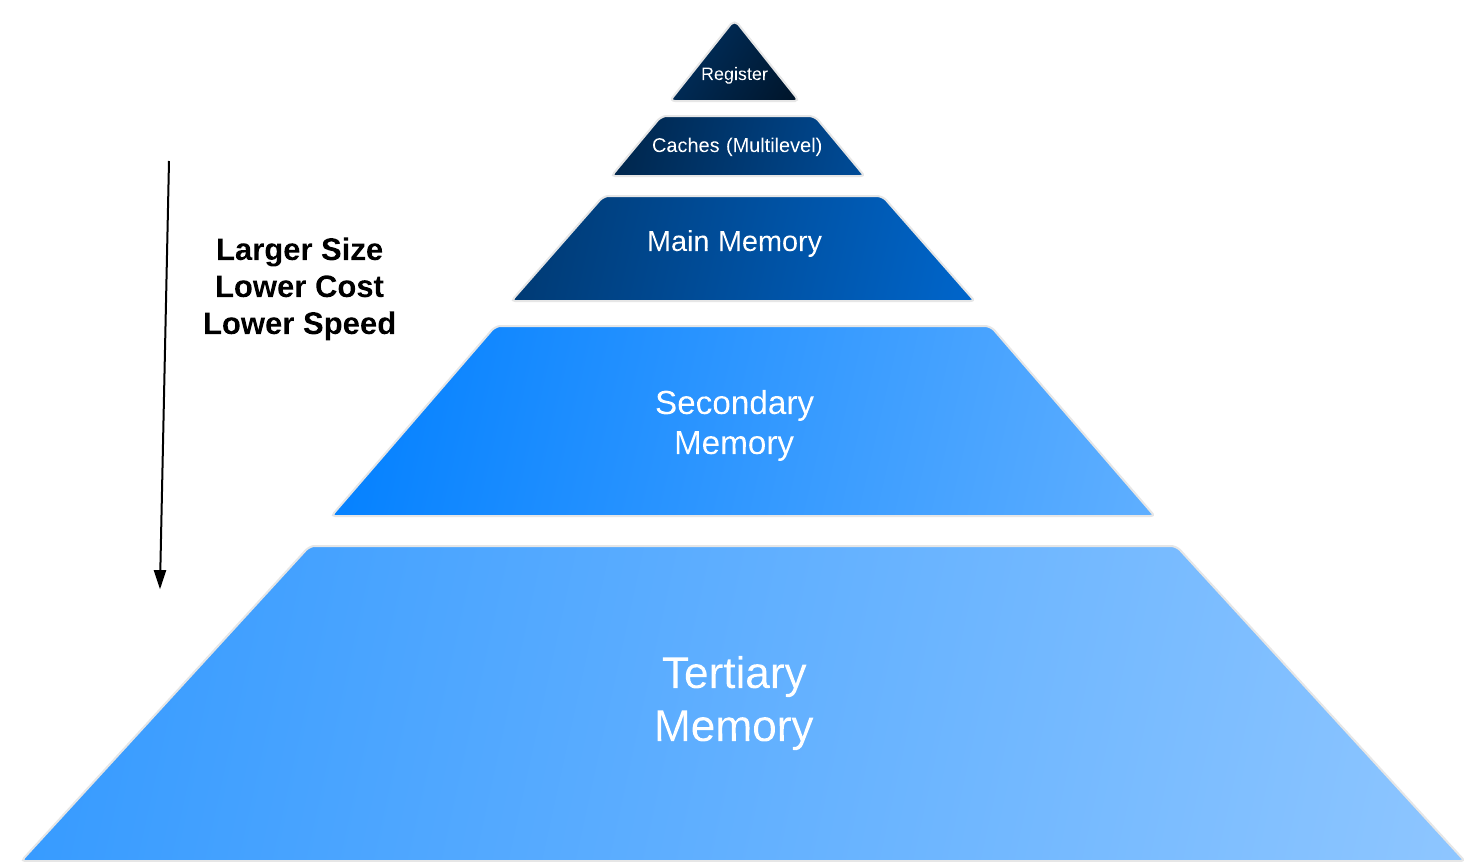 Register
Caches (Multilevel)
Main Memory
Larger Size
Lower Cost
Lower Speed
Secondary
Memory
Tertiary
Memory